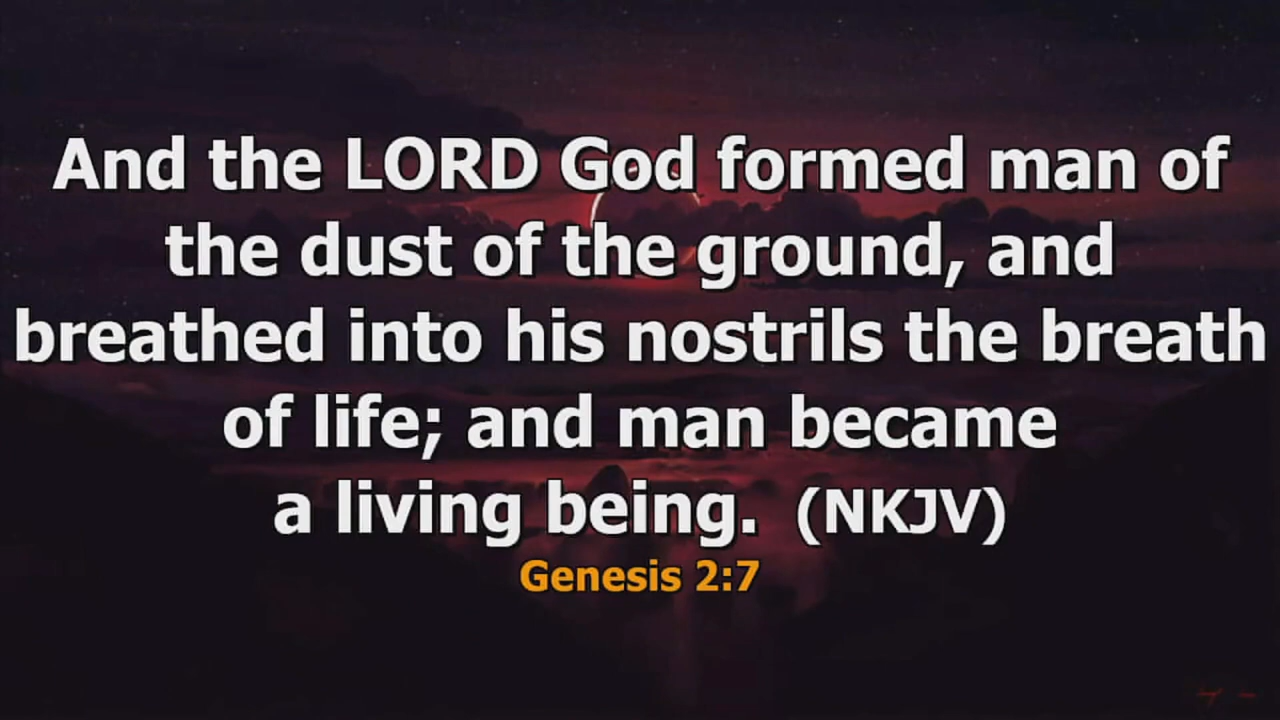 And the LORD God formed man of
the dust of the ground, and
breathed into his nostrils the breath
of life; and man became
a living being. (NKJV)
Genesis 2:7